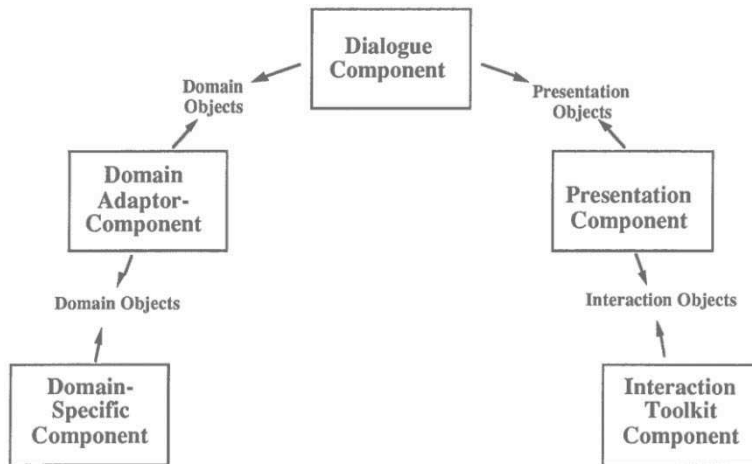 Dialogue
Component
Domain
Objects
Presentation
Objects
Domain
Adaptor-
Component
Presentation
Component
Domain Objects
Interaction Objects
Domain-
Specific
Component
Interaction
Toolkit
Component